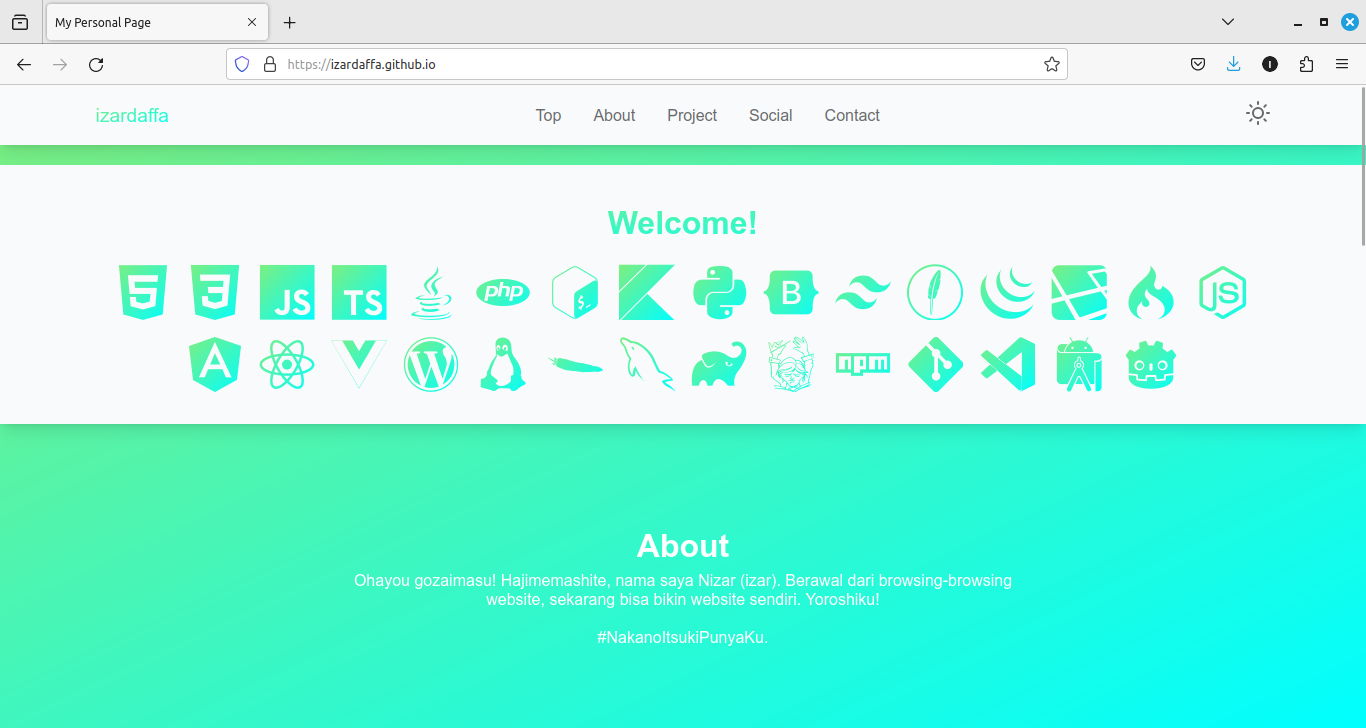 My Personal Page
https://izardaffa.github.io
izardaffa
Top About Project Social Contact
Welcome!
JS TS php B JS
A W npm
About
Ohayou gozaimasu! Hajimemashite, nama saya Nizar (izar). Berawal dari browsing-browsing
website, sekarang bisa bikin website sendiri. Yoroshiku!
#NakanoItsukiPunyaKu.